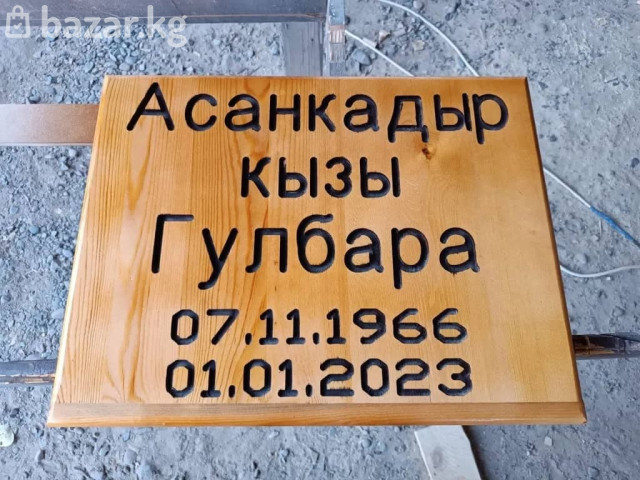 bazar.kg
Асанкадыр
кызы
Гулбара
07.11.1966
01.01.2023